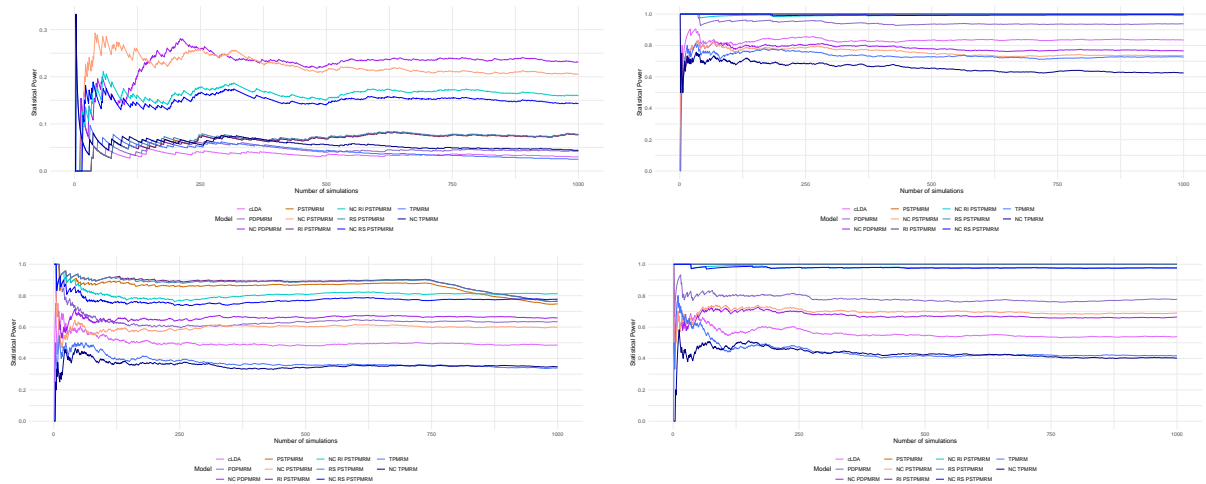 0.3
0.2
0.1
0.0
Statistical Power
0 250 500 750 1000
Number of simulations
Model
cLDA PSTPMRM NC RI PSTPMRM TPMRM
PDPMRM NC PSTPMRM RS PSTPMRM NC TPMRM
NC PDPMRM RI PSTPMRM NC RS PSTPMRM
1.0
0.8
0.6
0.4
0.2
0.0
Statistical Power
0 250 500 750 1000
Number of simulations
Model
cLDA PSTPMRM NC RI PSTPMRM TPMRM
PDPMRM NC PSTPMRM RS PSTPMRM NC TPMRM
NC PDPMRM RI PSTPMRM NC RS PSTPMRM
1.0
0.8
0.6
0.4
0.2
0.0
Statistical Power
0 250 500 750 1000
Number of simulations
Model
cLDA PSTPMRM NC RI PSTPMRM TPMRM
PDPMRM NC PSTPMRM RS PSTPMRM NC TPMRM
NC PDPMRM RI PSTPMRM NC RS PSTPMRM
1.0
0.8
0.6
0.4
0.2
0.0
Statistical Power
0 250 500 750 1000
Number of simulations
Model
cLDA PSTPMRM NC RI PSTPMRM TPMRM
PDPMRM NC PSTPMRM RS PSTPMRM NC TPMRM
NC PDPMRM RI PSTPMRM NC RS PSTPMRM